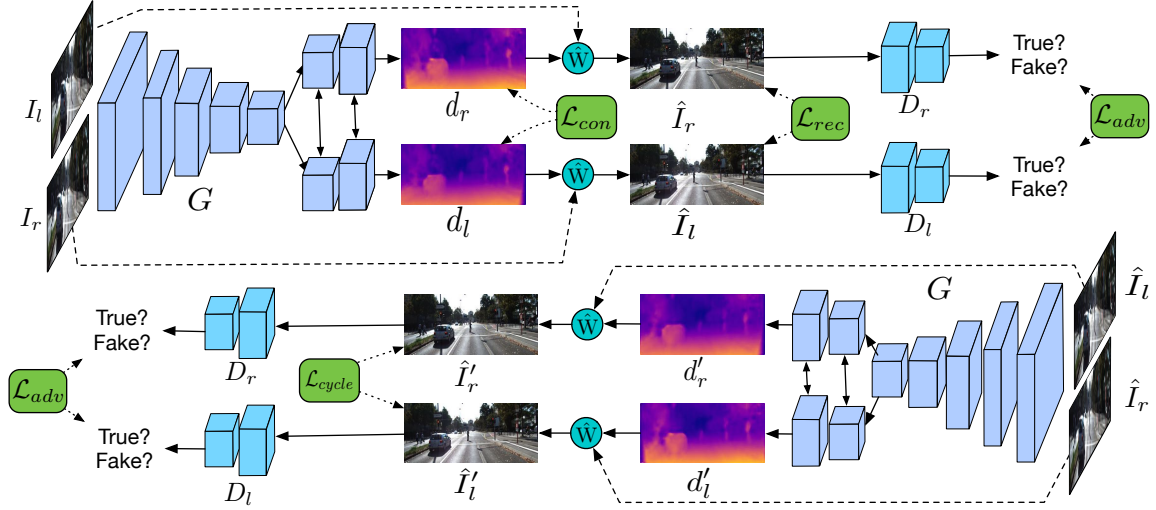 I_l
I_r
G
d_r
d_l
Ŵ
Ŵ
L_con
Î_r
Î_l
L_rec
D_r
D_l
True?
Fake?
True?
Fake?
L_adv
L_adv
True?
Fake?
True?
Fake?
D_r
D_l
L_cycle
Î′_r
Î′_l
Ŵ
Ŵ
d′_r
d′_l
G
Î_l
Î_r